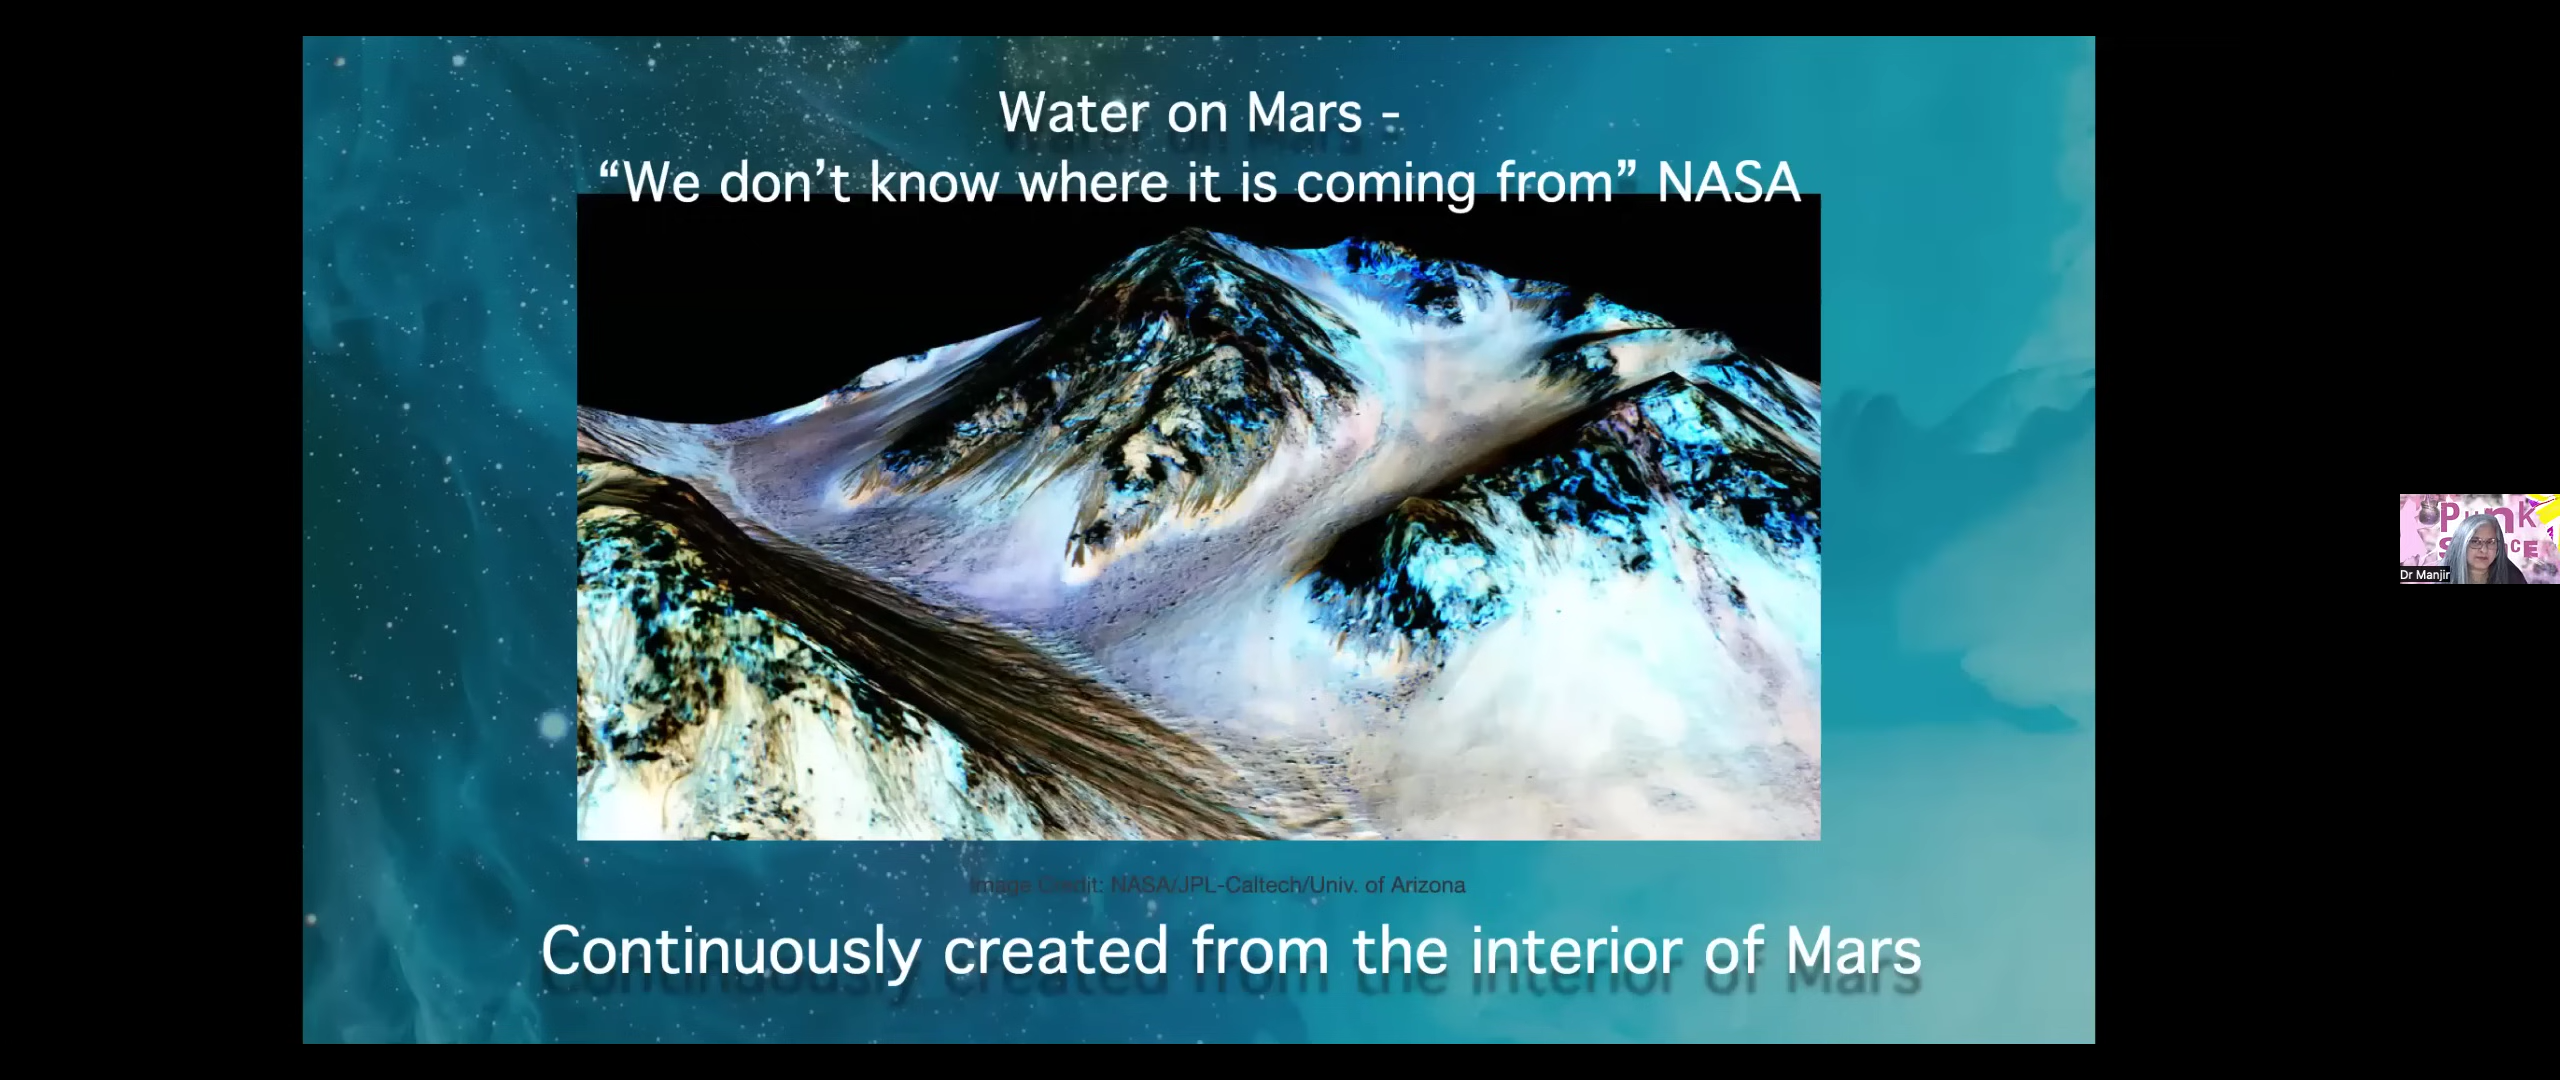 Water on Mars -
“We don’t know where it is coming from” NASA
Image Credit: NASA/JPL-Caltech/Univ. of Arizona
Continuously created from the interior of Mars
Punk
Dr Manjir